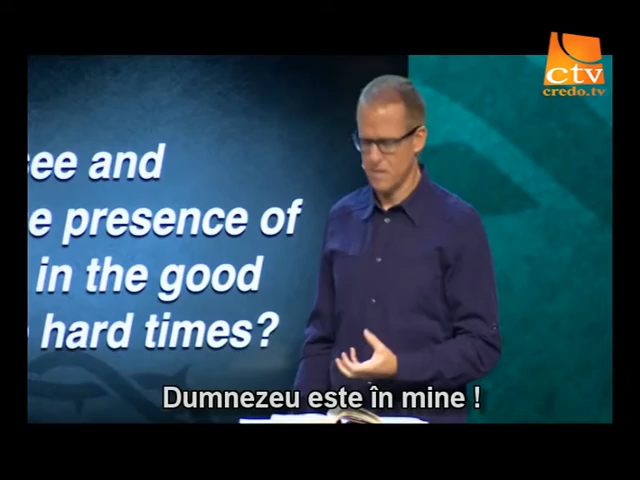 ctv
credo.tv
see and
e presence of
in the good
hard times?
Dumnezeu este în mine !